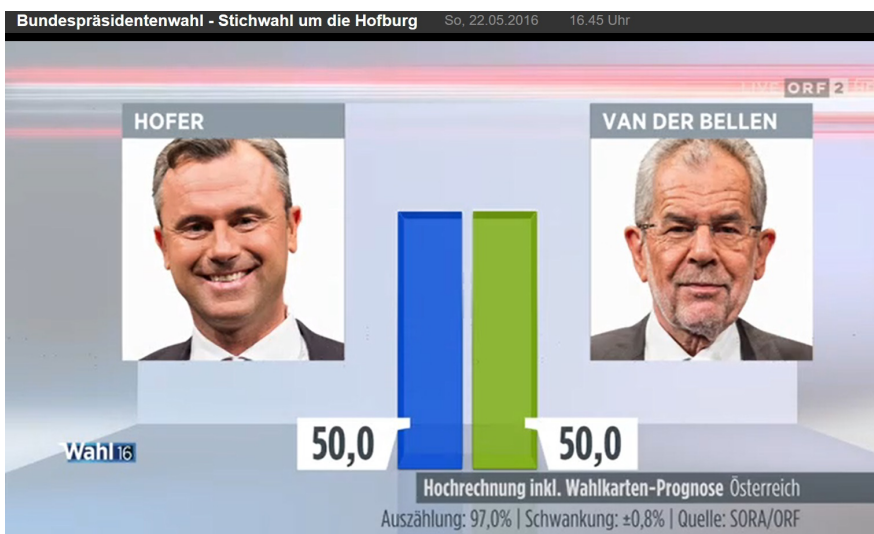 Bundespräsidentenwahl - Stichwahl um die Hofburg So, 22.05.2016 16.45 Uhr
LIVE ORF 2
HOFER
VAN DER BELLEN
50,0
50,0
Wahl 16
Hochrechnung inkl. Wahlkarten-Prognose Österreich
Auszählung: 97,0% | Schwankung: ±0,8% | Quelle: SORA/ORF